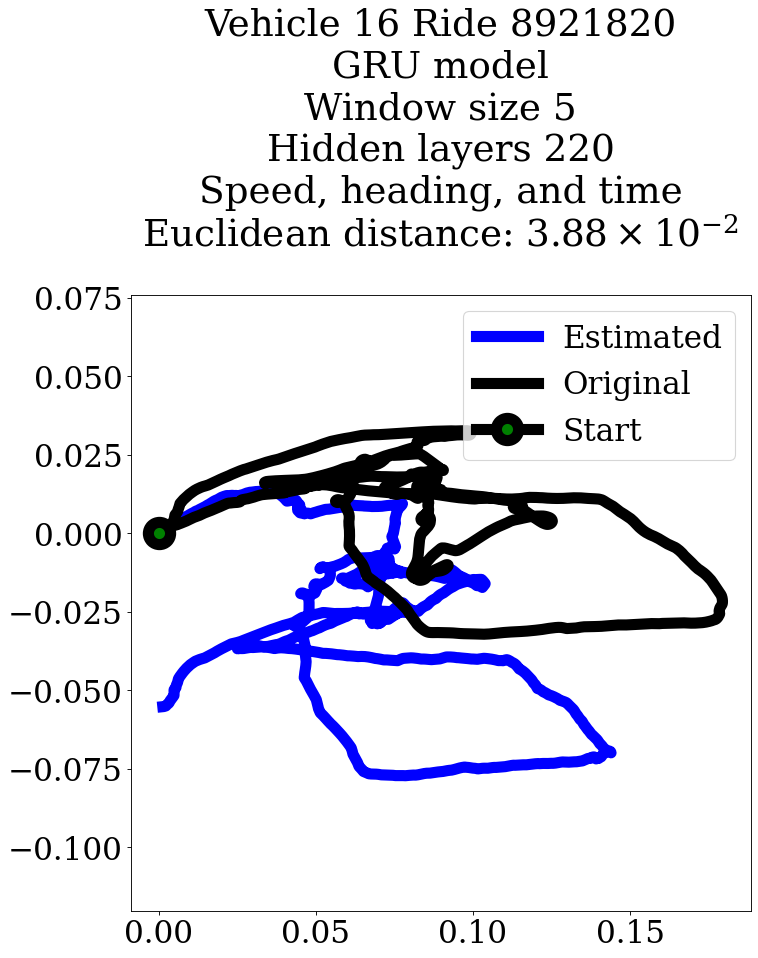 Vehicle 16 Ride 8921820
GRU model
Window size 5
Hidden layers 220
Speed, heading, and time
Euclidean distance: 3.88 × 10⁻²
0.075
0.050
0.025
0.000
−0.025
−0.050
−0.075
−0.100
Estimated
Original
Start
0.00 0.05 0.10 0.15